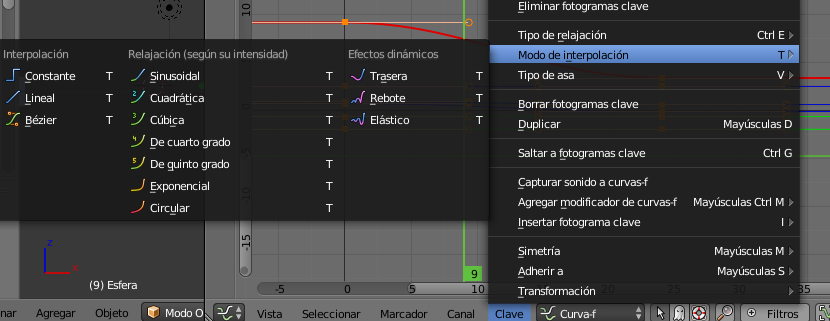 10
Eliminar fotogramas clave
Tipo de relajación Ctrl E
Modo de interpolación T
Tipo de asa V
Borrar fotogramas clave
Duplicar Mayúsculas D
Saltar a fotogramas clave Ctrl G
Capturar sonido a curvas-f
Agregar modificador de curvas-f Mayúsculas Ctrl M
Insertar fotograma clave I
Simetría Mayúsculas M
Adherir a Mayúsculas S
Transformación
Interpolación
Constante T
Lineal T
Bézier T
Relajación (según su intensidad)
Sinusoidal T
Cuadrática T
Cúbica T
De cuarto grado T
De quinto grado T
Exponencial T
Circular T
Efectos dinámicos
Trasera T
Rebote T
Elástico T
-15
z
x
(9) Esfera
9
-5 0 5 35
nar Agregar Objeto Modo O
Vista Seleccionar Marcador Canal Clave Curva-f Filtros